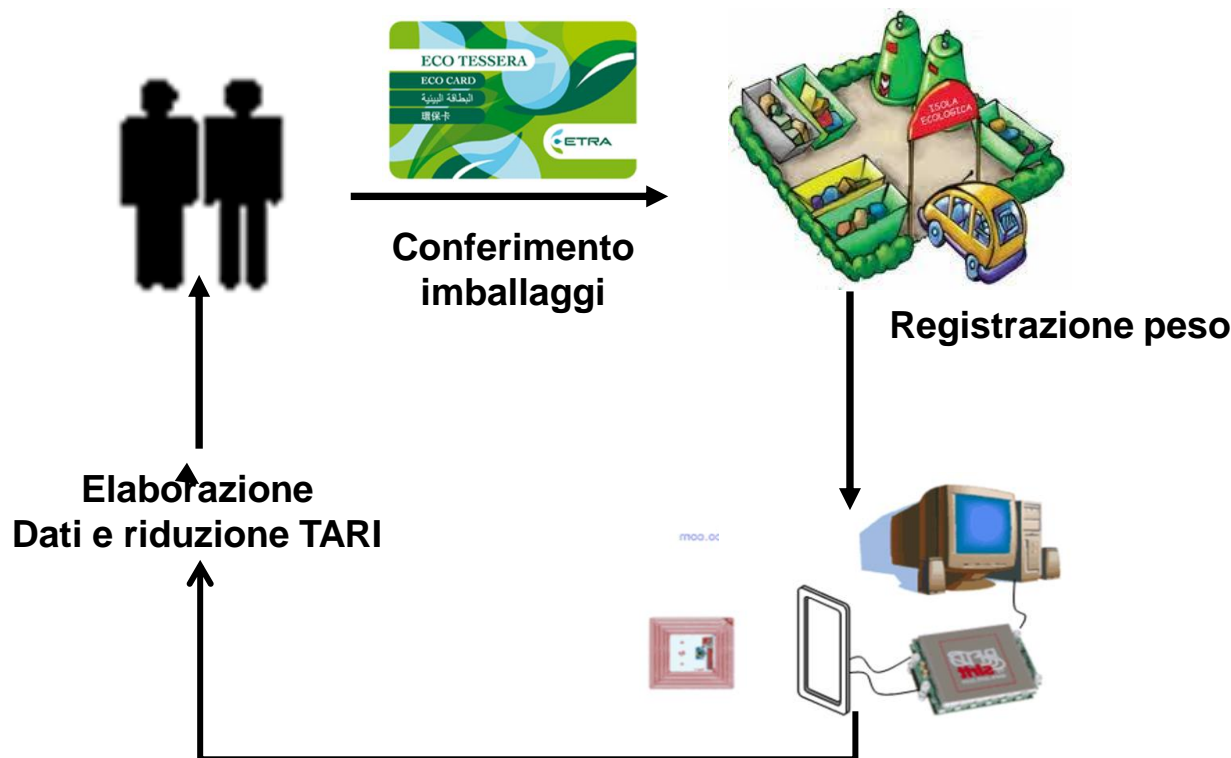 ECO TESSERA
ECO CARD
البطاقة البيئية
環保卡
ETRA
ISOLA
ECOLOGICA
Conferimento
imballaggi
Registrazione peso
Elaborazione
Dati e riduzione TARI